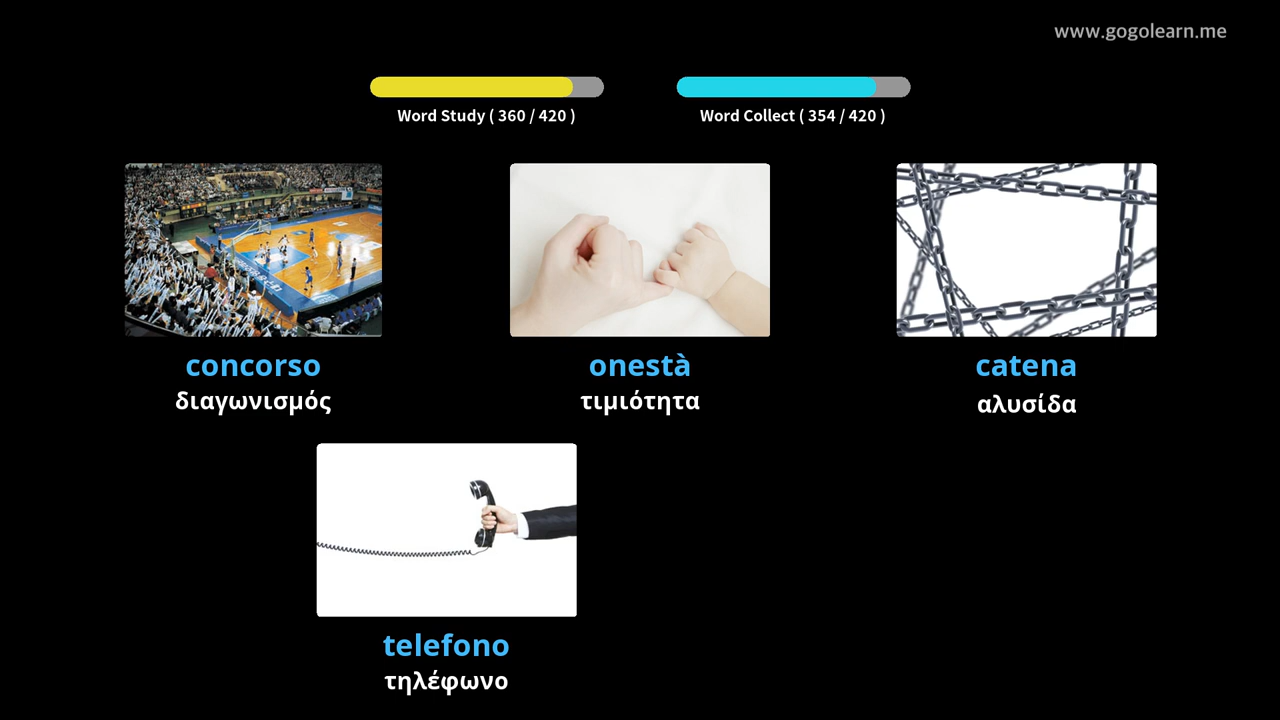 www.gogolearn.me
Word Study ( 360 / 420 )
Word Collect ( 354 / 420 )
concorso
διαγωνισμός
onestà
τιμιότητα
catena
αλυσίδα
telefono
τηλέφωνο